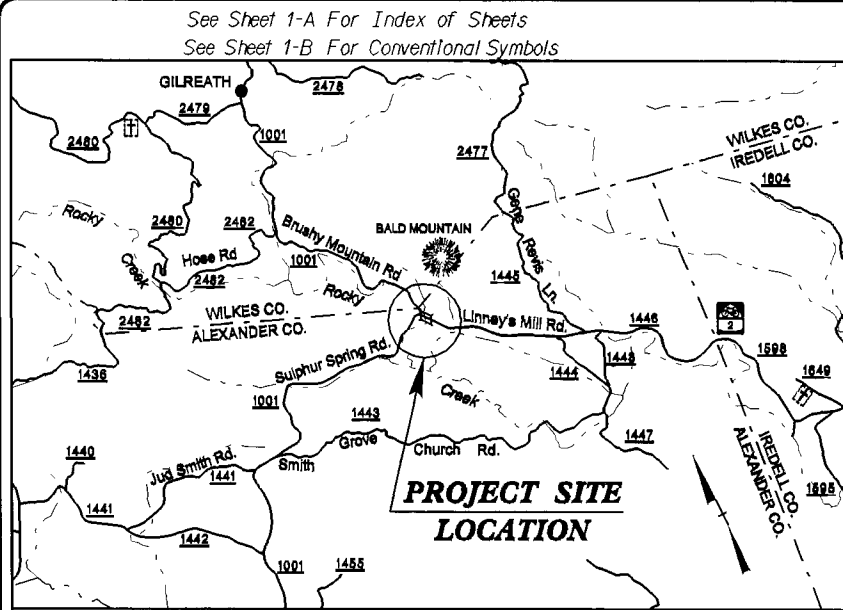 See Sheet 1-A For Index of Sheets
See Sheet 1-B For Conventional Symbols
GILREATH
2478
2479
2480
1001
2477
WILKES CO.
IREDELL CO.
1604
Rocky
Creek
2480
2482
Hose Rd
2482
Brushy Mountain Rd
1001
BALD MOUNTAIN
Gene Revis Ln.
1445
Rocky
2482
WILKES CO.
ALEXANDER CO.
Linney's Mill Rd.
1446
2
1436
Sulphur Spring Rd.
1444
1448
1598
1649
1001
Creek
1443
Smith Grove Church Rd.
1447
1440
Jud Smith Rd.
1441
1441
1442
IREDELL CO.
ALEXANDER CO.
1595
PROJECT SITE
LOCATION
1001
1455